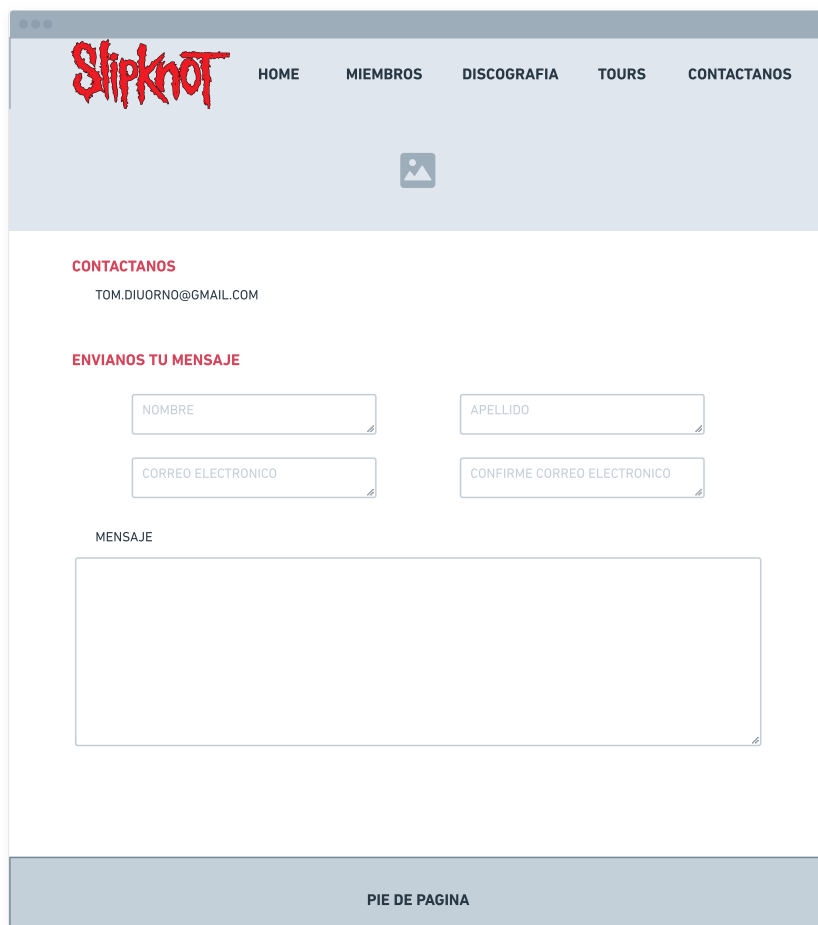 Slipknot
HOME MIEMBROS DISCOGRAFIA TOURS CONTACTANOS
CONTACTANOS
TOM.DIUORNO@GMAIL.COM
ENVIANOS TU MENSAJE
NOMBRE APELLIDO
CORREO ELECTRONICO CONFIRME CORREO ELECTRONICO
MENSAJE
PIE DE PAGINA